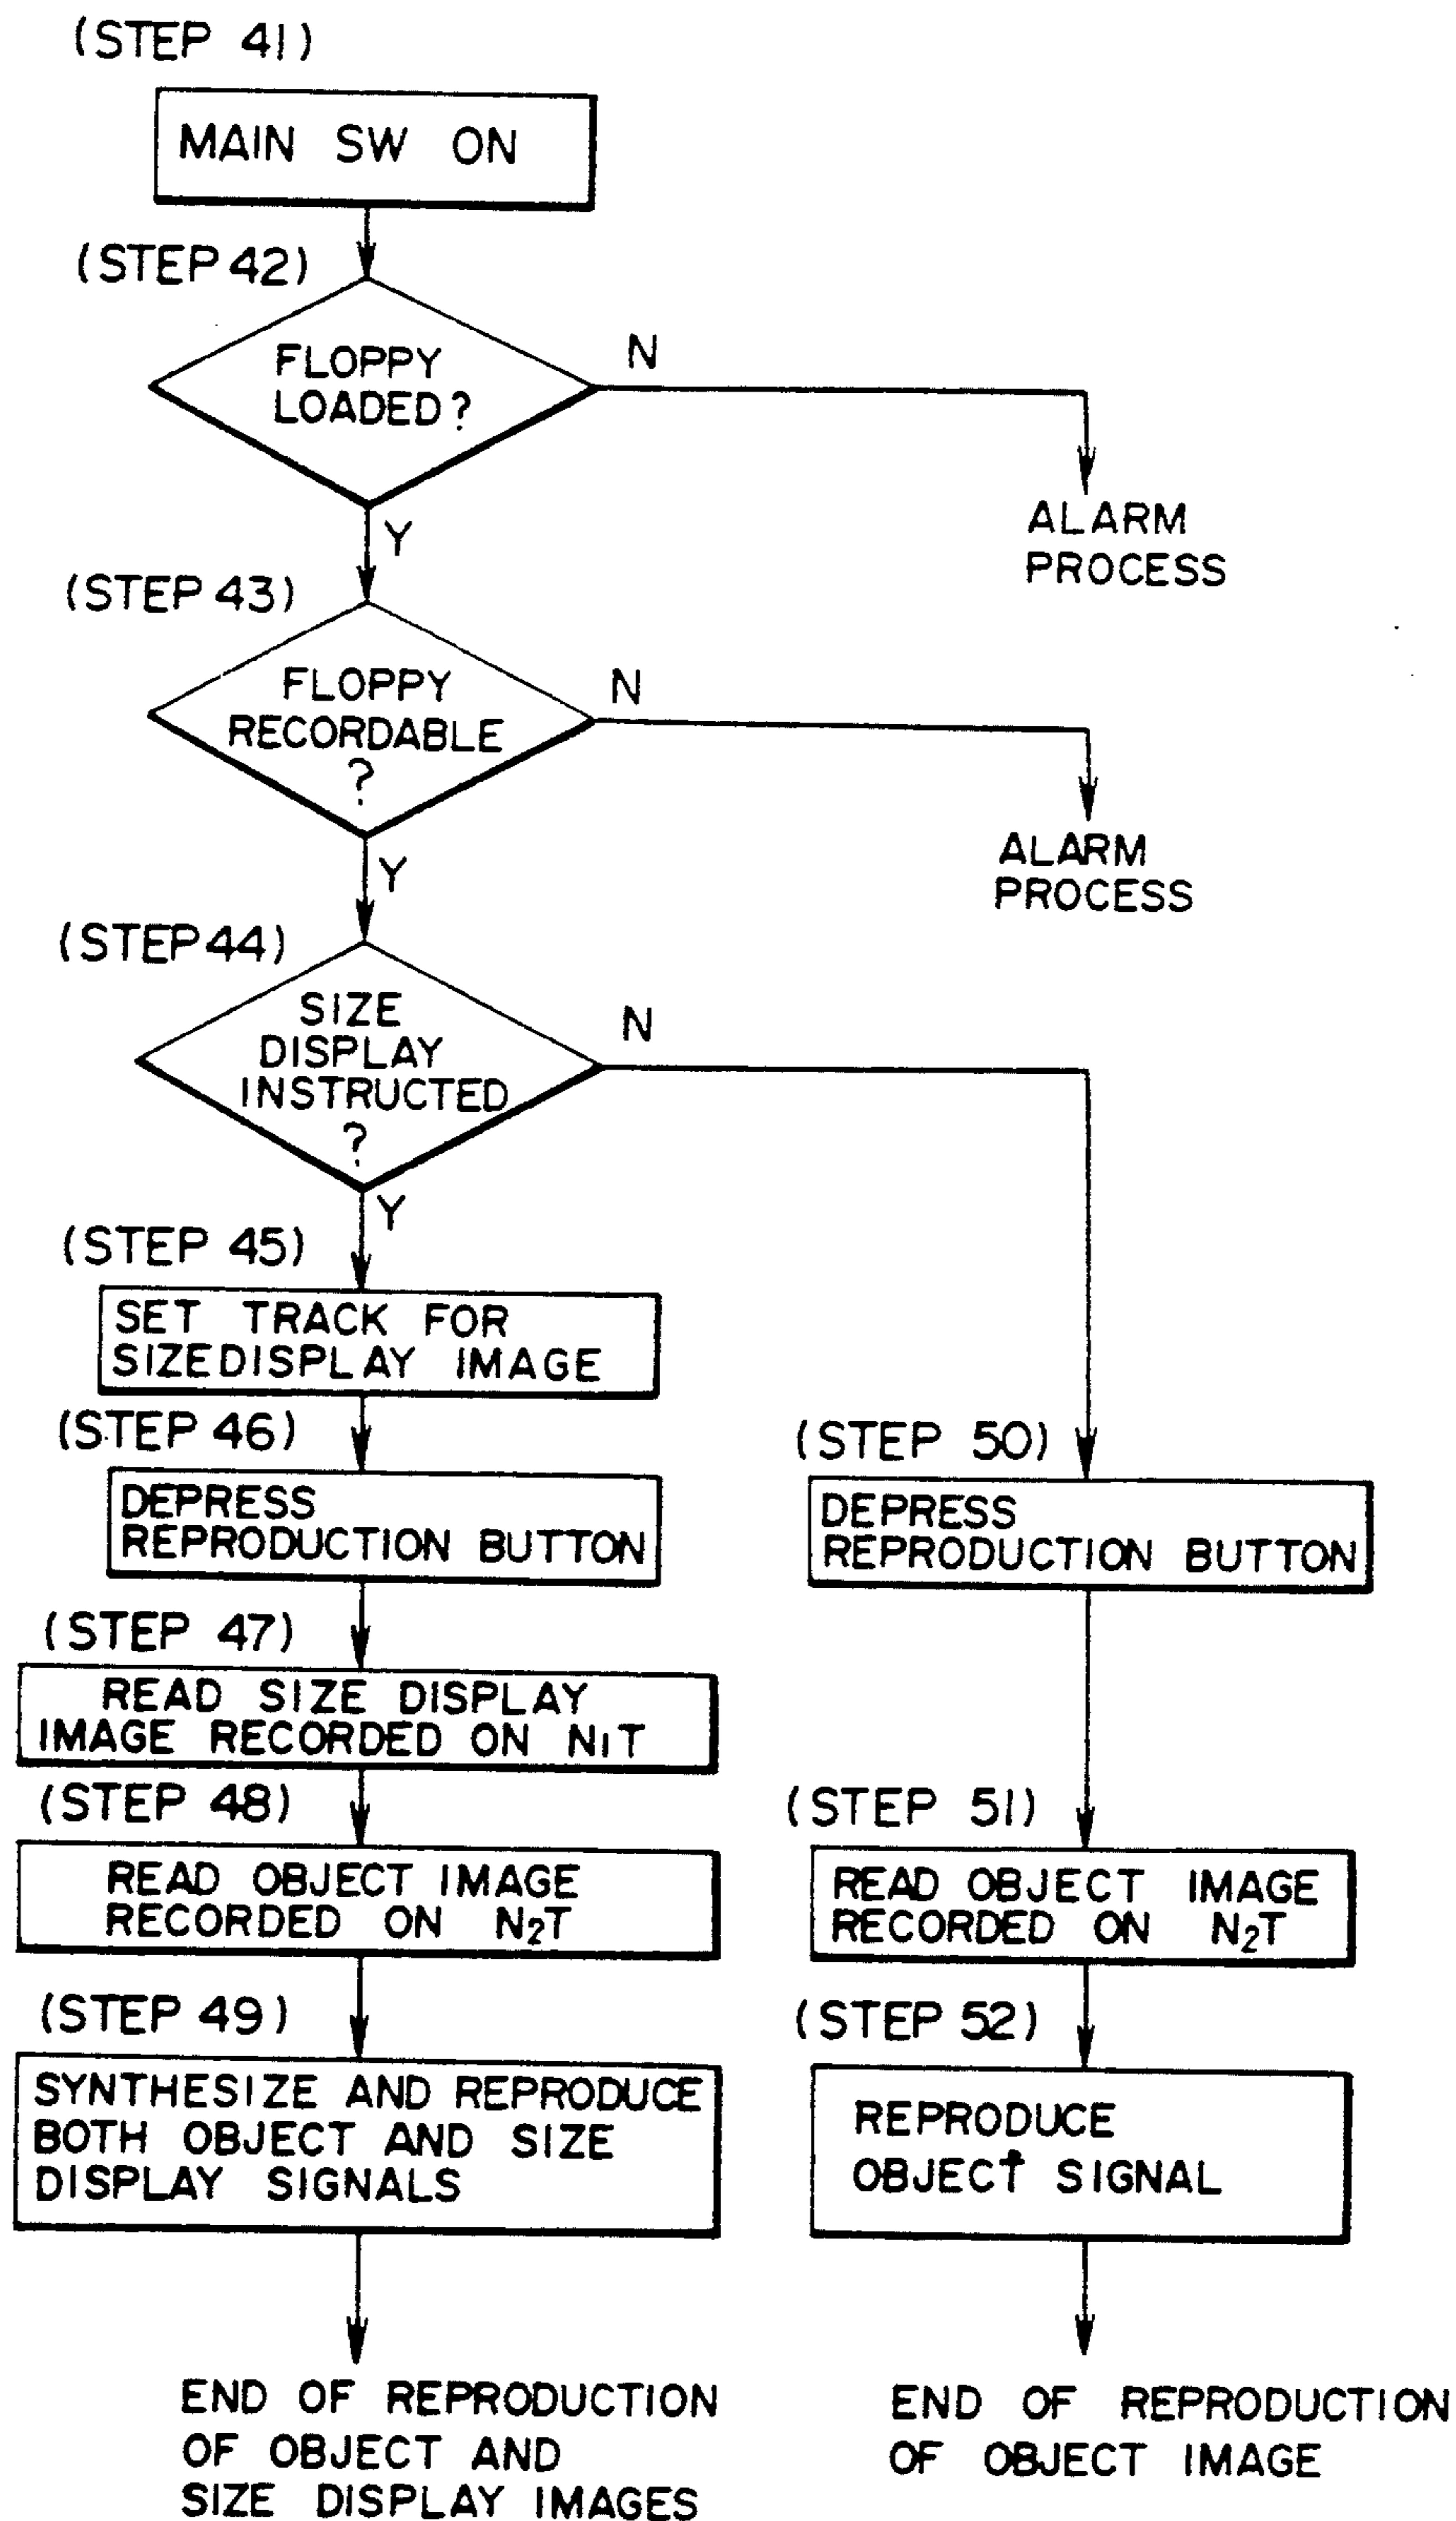 (STEP 41)
MAIN SW ON
(STEP 42)
FLOPPY
LOADED?
N
ALARM
PROCESS
Y
(STEP 43)
FLOPPY
RECORDABLE
?
N
ALARM
PROCESS
Y
(STEP 44)
SIZE
DISPLAY
INSTRUCTED
?
N
Y
(STEP 45)
SET TRACK FOR
SIZE DISPLAY IMAGE
(STEP 46)
DEPRESS
REPRODUCTION BUTTON
(STEP 47)
READ SIZE DISPLAY
IMAGE RECORDED ON N1T
(STEP 48)
READ OBJECT IMAGE
RECORDED ON N2T
(STEP 49)
SYNTHESIZE AND REPRODUCE
BOTH OBJECT AND SIZE
DISPLAY SIGNALS
END OF REPRODUCTION
OF OBJECT AND
SIZE DISPLAY IMAGES
(STEP 50)
DEPRESS
REPRODUCTION BUTTON
(STEP 51)
READ OBJECT IMAGE
RECORDED ON N2T
(STEP 52)
REPRODUCE
OBJECT SIGNAL
END OF REPRODUCTION
OF OBJECT IMAGE